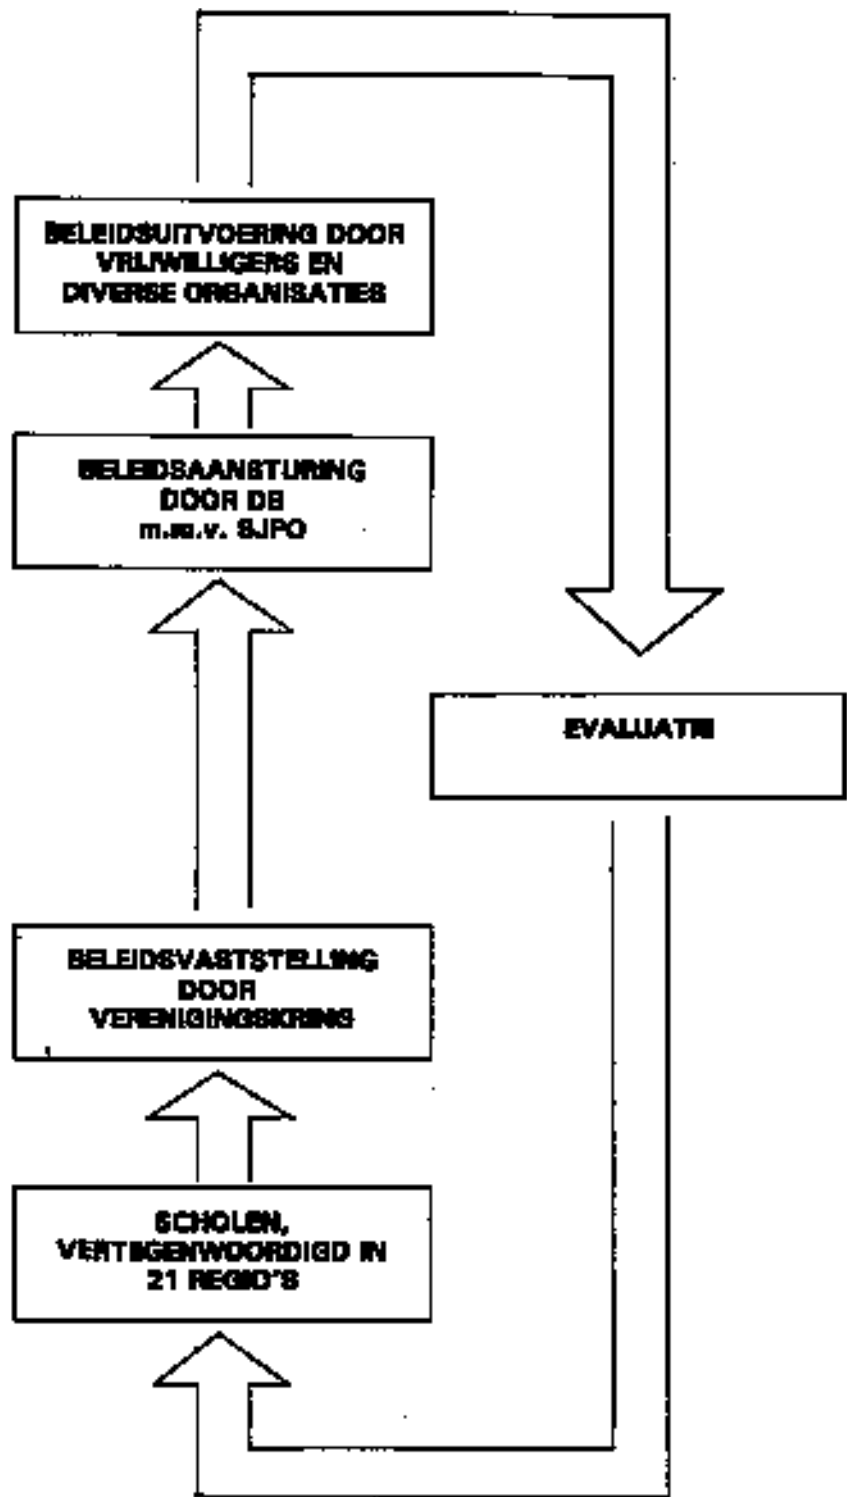 BELEIDSUITVOERING DOOR
VRIJWILLIGERS EN
DIVERSE ORGANISATIES
BELEIDSAANSTURING
DOOR DB
m.m.v. SJPO
EVALUATIE
BELEIDSVASTSTELLING
DOOR
VERENIGINGSKRING
SCHOLEN,
VERTEGENWOORDIGD IN
21 REGIO'S